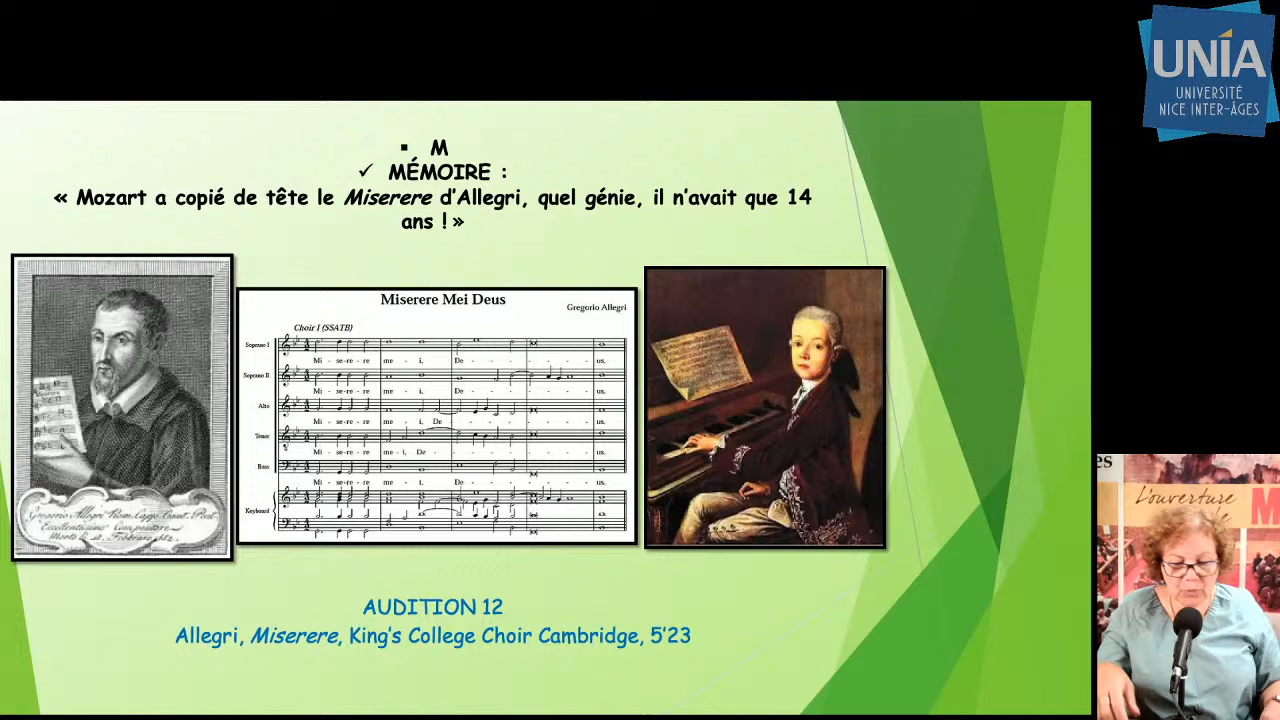 UNIA
UNIVERSITÉ
NICE INTER-ÂGES
▪ M
✓ MÉMOIRE :
« Mozart a copié de tête le Miserere d’Allegri, quel génie, il n’avait que 14
ans ! »
Miserere Mei Deus
Gregorio Allegri
Choir I (SSATB)
Soprano I
Mi - se-re - re me - i, De - - - - - - - - us.
Soprano II
Mi - se-re - re me - i, De - - - - - - - - us.
Alto
Mi - se-re - re me - i, De - - - - - - - - us.
Tenor
Mi - se-re - re me - i, De - - - - - - - - us.
Bass
Mi - se-re - re me - i, De - - - - - - - - us.
Keyboard
AUDITION 12
Allegri, Miserere, King’s College Choir Cambridge, 5’23
es
L'ouverture
M